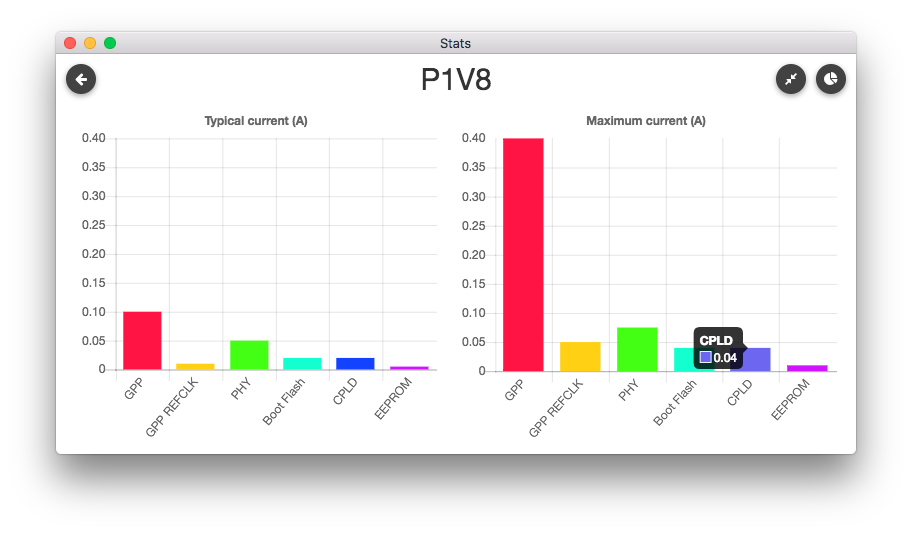 Stats
P1V8
Typical current (A)
0.40
0.35
0.30
0.25
0.20
0.15
0.10
0.05
0
GPP
GPP REFCLK
PHY
Boot Flash
CPLD
EEPROM
Maximum current (A)
0.40
0.35
0.30
0.25
0.20
0.15
0.10
0.05
0
CPLD
0.04
GPP
GPP REFCLK
PHY
Boot Flash
CPLD
EEPROM